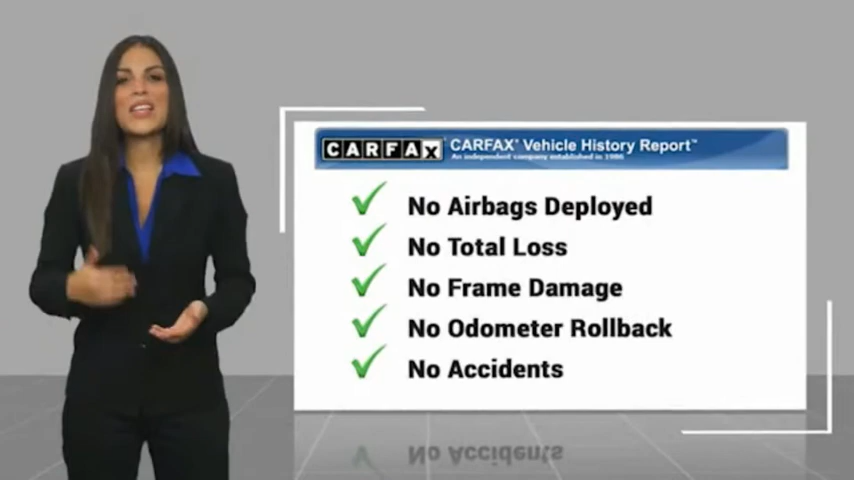 CARFAX CARFAX® Vehicle History Report™
An independent company established in 1986
No Airbags Deployed
No Total Loss
No Frame Damage
No Odometer Rollback
No Accidents
No Accidents